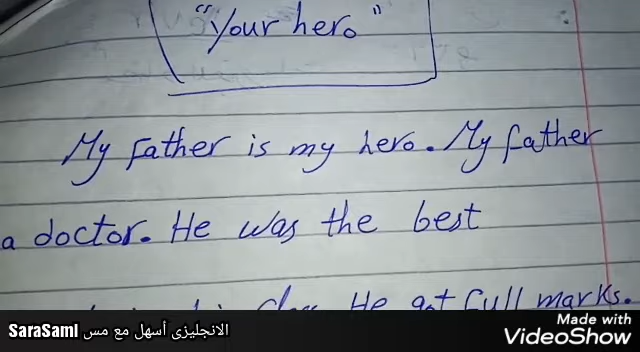 "Your hero"
My father is my hero. My father
a doctor. He was the best
class. He got full marks.
SaraSami الانجليزى أسهل مع مس
Made with
VideoShow